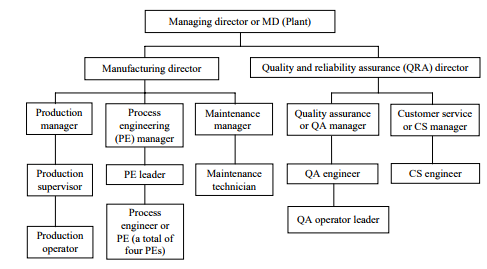 Managing director or MD (Plant)
Manufacturing director
Quality and reliability assurance (QRA) director
Production
manager
Process
engineering
(PE) manager
Maintenance
manager
Quality assurance
or QA manager
Customer service
or CS manager
Production
supervisor
PE leader
Maintenance
technician
QA engineer
CS engineer
Production
operator
Process
engineer or
PE (a total of
four PEs)
QA operator leader